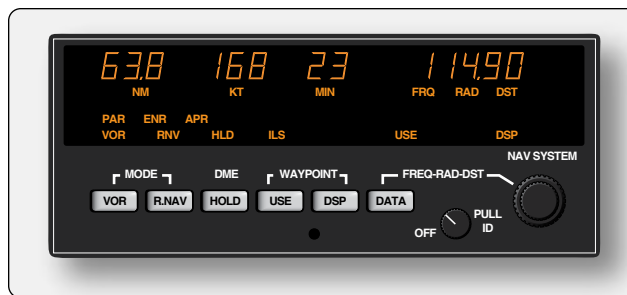 63.8 168 23 114.90
NM KT MIN FRQ RAD DST
PAR ENR APR
VOR RNV HLD ILS USE DSP
NAV SYSTEM
MODE DME WAYPOINT FREQ-RAD-DST
VOR R.NAV HOLD USE DSP DATA
OFF PULL ID